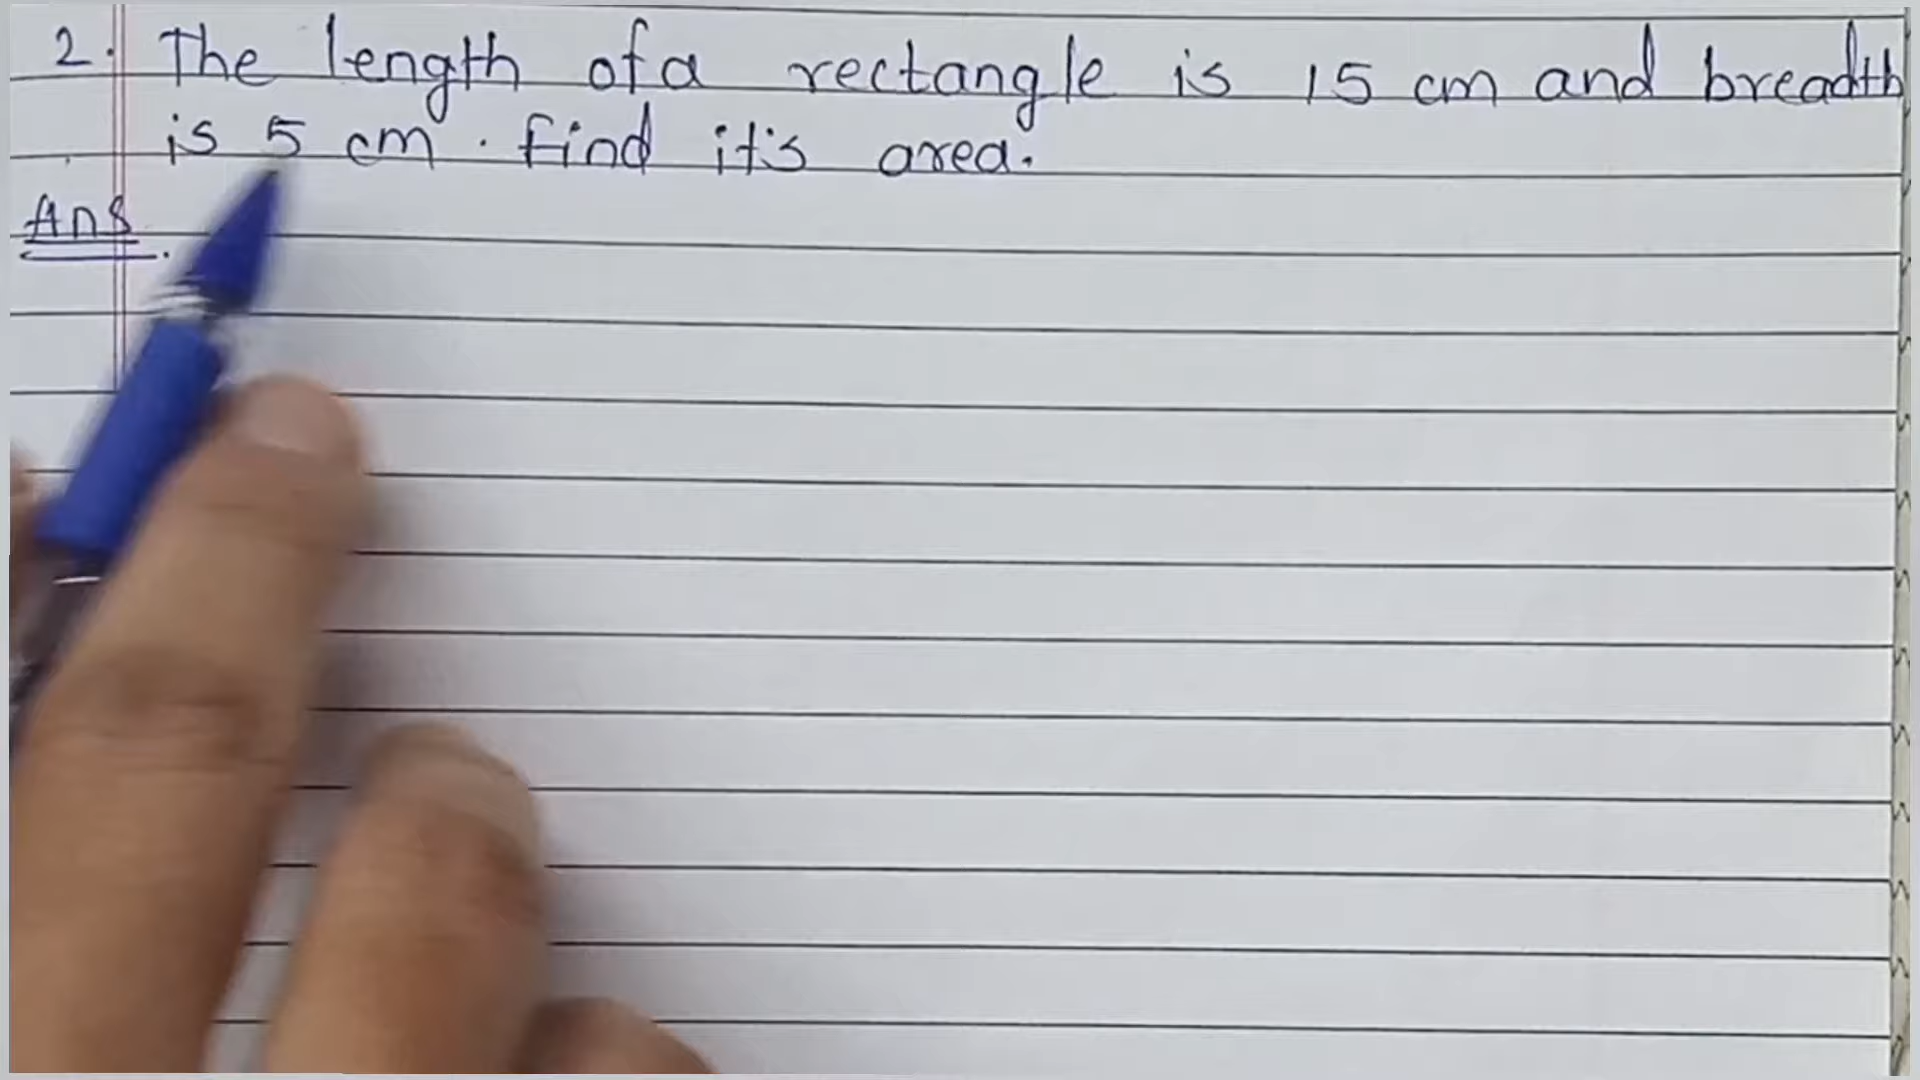 2. The length of a rectangle is 15 cm and breadth
is 5 cm. find it's area.
Ans.